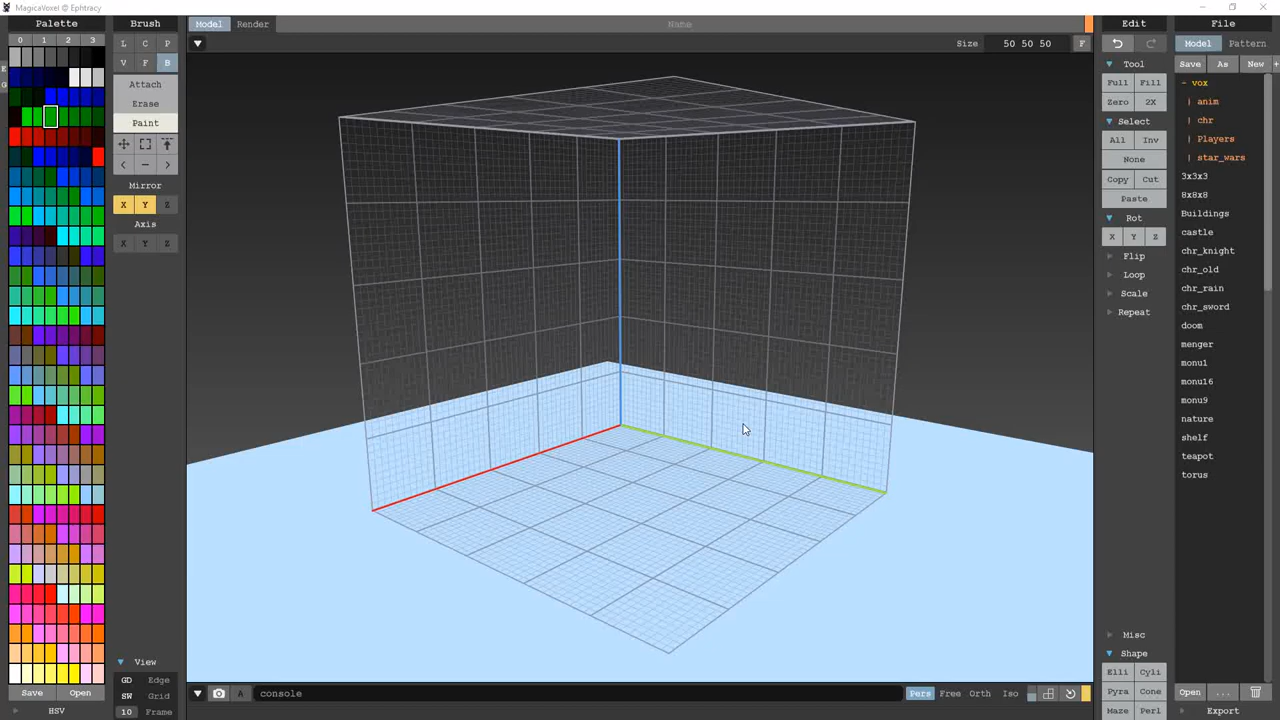 MagicaVoxel @ Ephtracy
Palette
0 1 2 3
E
G
Save Open
HSV
Brush
L C P
V F B
Attach
Erase
Paint
Mirror
X Y Z
Axis
X Y Z
View
GD Edge
SW Grid
10 Frame
Model Render
Name
Size 50 50 50 F
A console
Pers Free Orth Iso
Edit
Tool
Full Fill
Zero 2X
Select
All Inv
None
Copy Cut
Paste
Rot
X Y Z
Flip
Loop
Scale
Repeat
Misc
Shape
Elli Cyli
Pyra Cone
Maze Perl
File
Model Pattern
Save As New +
- vox
| anim
| chr
| Players
| star_wars
3x3x3
8x8x8
Buildings
castle
chr_knight
chr_old
chr_rain
chr_sword
doom
menger
monu1
monu16
monu9
nature
shelf
teapot
torus
Open ...
Export